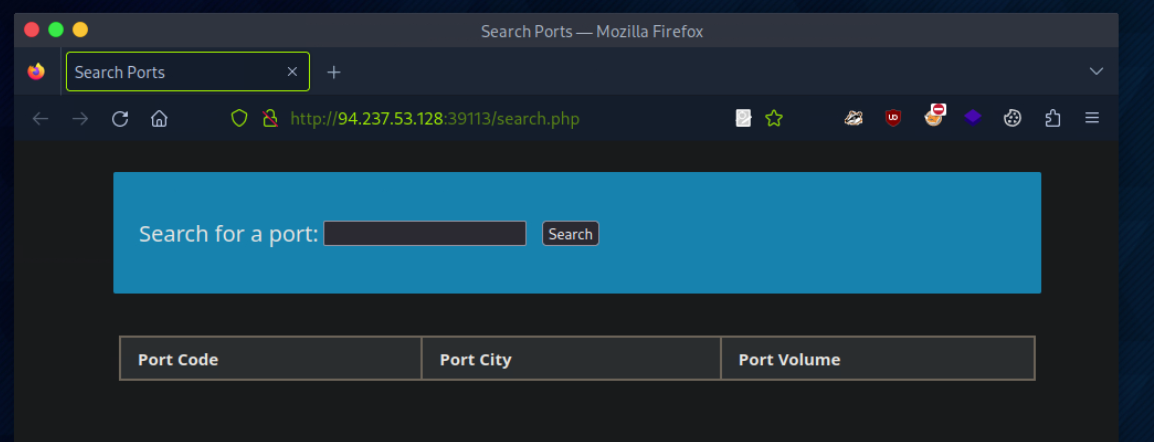 Search Ports — Mozilla Firefox
Search Ports
http://94.237.53.128:39113/search.php
Search for a port: Search
Port Code Port City Port Volume